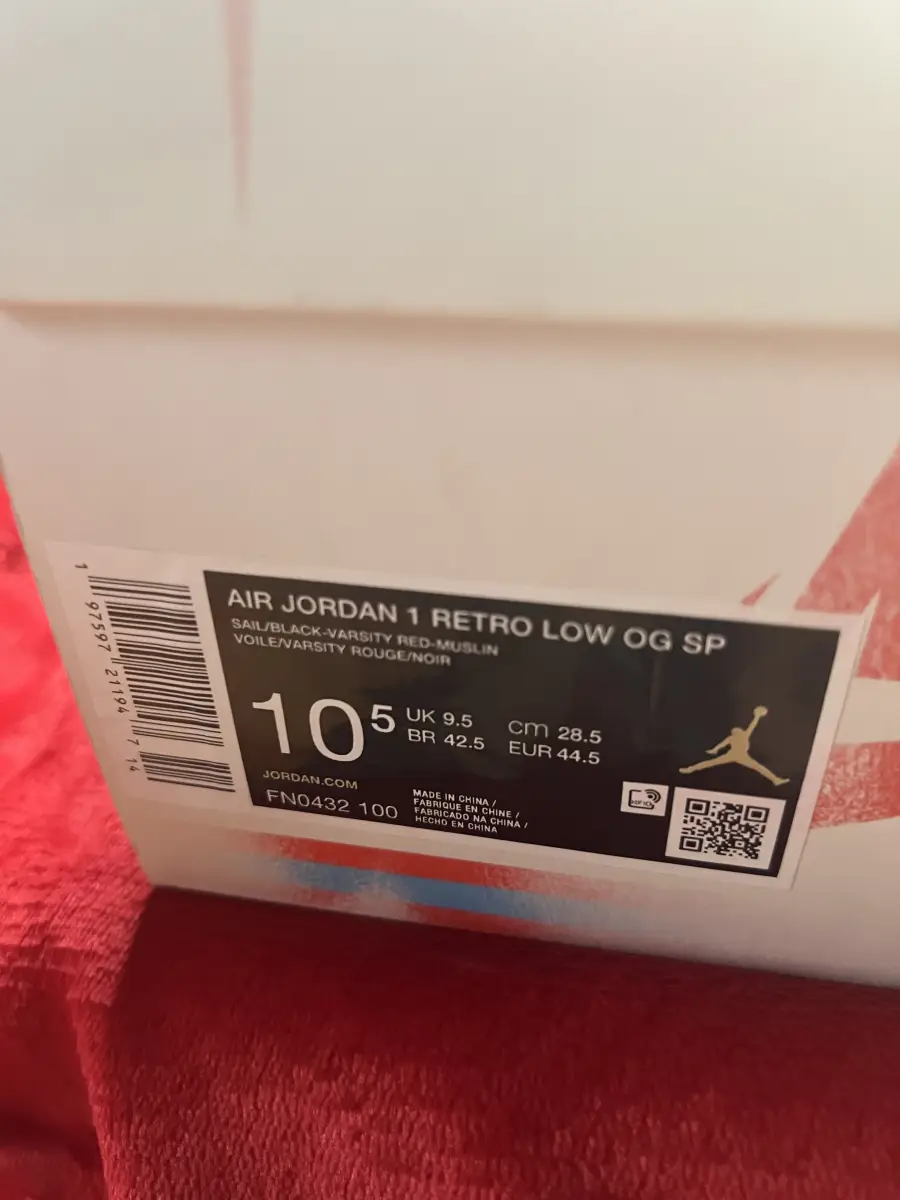 AIR JORDAN 1 RETRO LOW OG SP
SAIL/BLACK-VARSITY RED-MUSLIN
VOILE/VARSITY ROUGE/NOIR
10 5
UK 9.5
BR 42.5
cm 28.5
EUR 44.5
JORDAN.COM
FN0432 100
MADE IN CHINA /
FABRIQUE EN CHINE /
FABRICADO NA CHINA /
HECHO EN CHINA
1 97597 21194 7 14